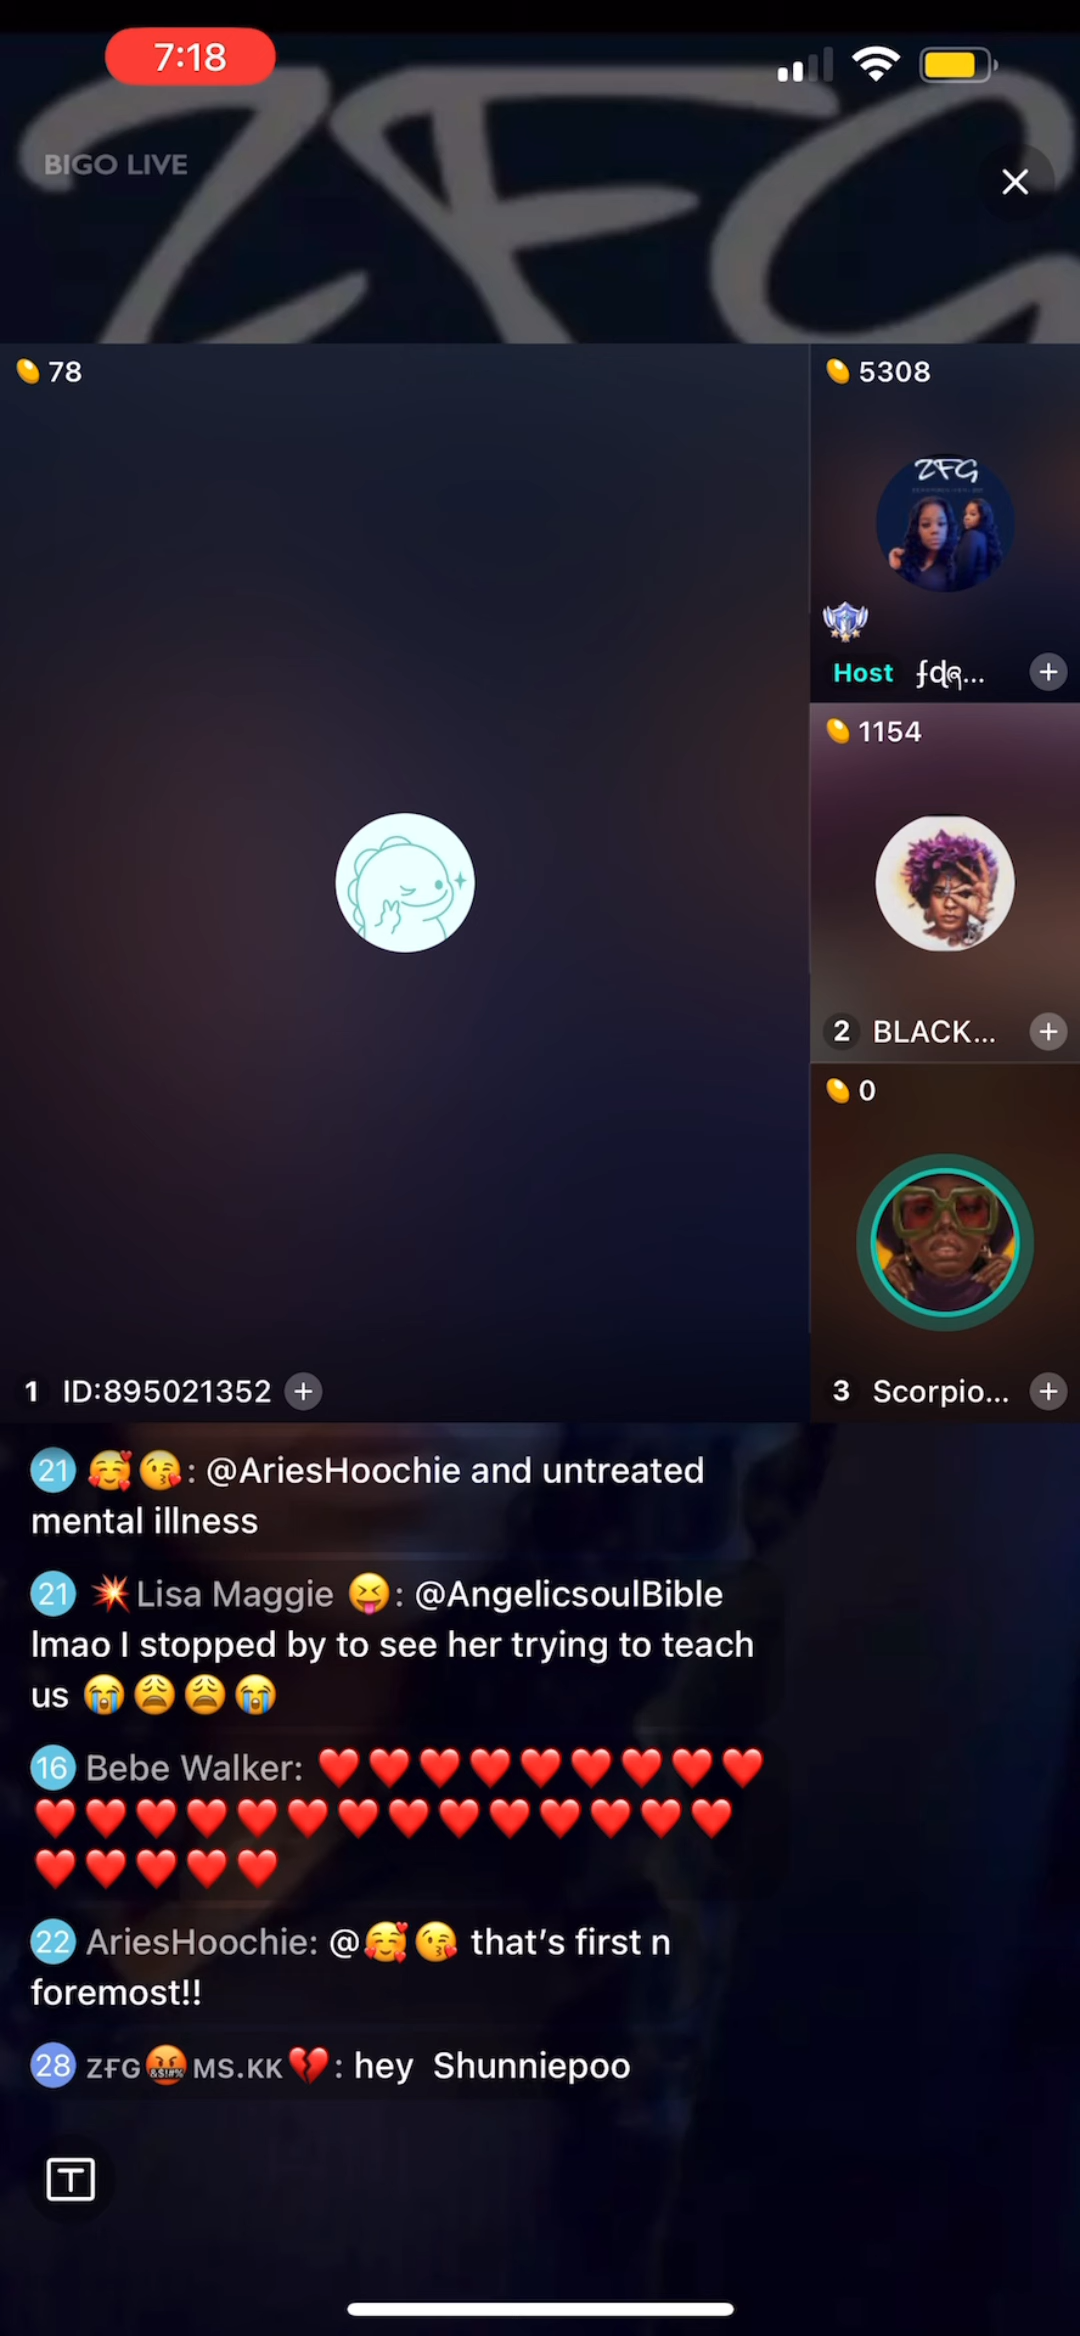 7:18
ZFG
BIGO LIVE
78
5308
ZFG
Host
1154
2 BLACK...
0
1 ID:895021352
3 Scorpio...
21 🥰😘: @AriesHoochie and untreated
mental illness
21 💥Lisa Maggie 😝: @AngelicsoulBible
lmao I stopped by to see her trying to teach
us 😭😩😩😭
16 Bebe Walker: ❤️❤️❤️❤️❤️❤️❤️❤️❤️
❤️❤️❤️❤️❤️❤️❤️❤️❤️❤️❤️❤️❤️❤️
❤️❤️❤️❤️❤️
22 AriesHoochie: @🥰😘 that’s first n
foremost!!
28 ZFG🤬MS.KK💔: hey Shunniepoo
T